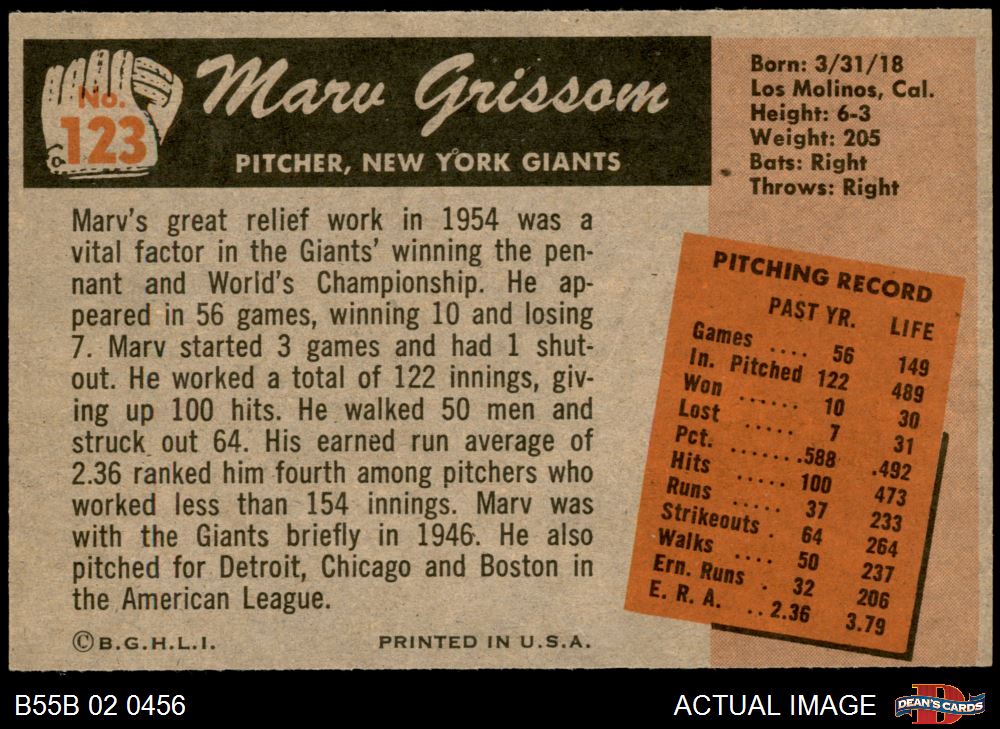 No.
123
Marv Grissom
PITCHER, NEW YORK GIANTS
Born: 3/31/18
Los Molinos, Cal.
Height: 6-3
Weight: 205
Bats: Right
Throws: Right
Marv's great relief work in 1954 was a
vital factor in the Giants' winning the pen-
nant and World's Championship. He ap-
peared in 56 games, winning 10 and losing
7. Marv started 3 games and had 1 shut-
out. He worked a total of 122 innings, giv-
ing up 100 hits. He walked 50 men and
struck out 64. His earned run average of
2.36 ranked him fourth among pitchers who
worked less than 154 innings. Marv was
with the Giants briefly in 1946. He also
pitched for Detroit, Chicago and Boston in
the American League.
©B.G.H.L.I. PRINTED IN U.S.A.
PITCHING RECORD
PAST YR. LIFE
Games .... 56 149
In. Pitched 122 489
Won ...... 10 30
Lost ..... 7 31
Pct. .......588 .492
Hits ..... 100 473
Runs ..... 37 233
Strikeouts . 64 264
Walks .... 50 237
Ern. Runs . 32 206
E. R. A. ..2.36 3.79
B55B 02 0456 ACTUAL IMAGE D DEAN'S CARDS